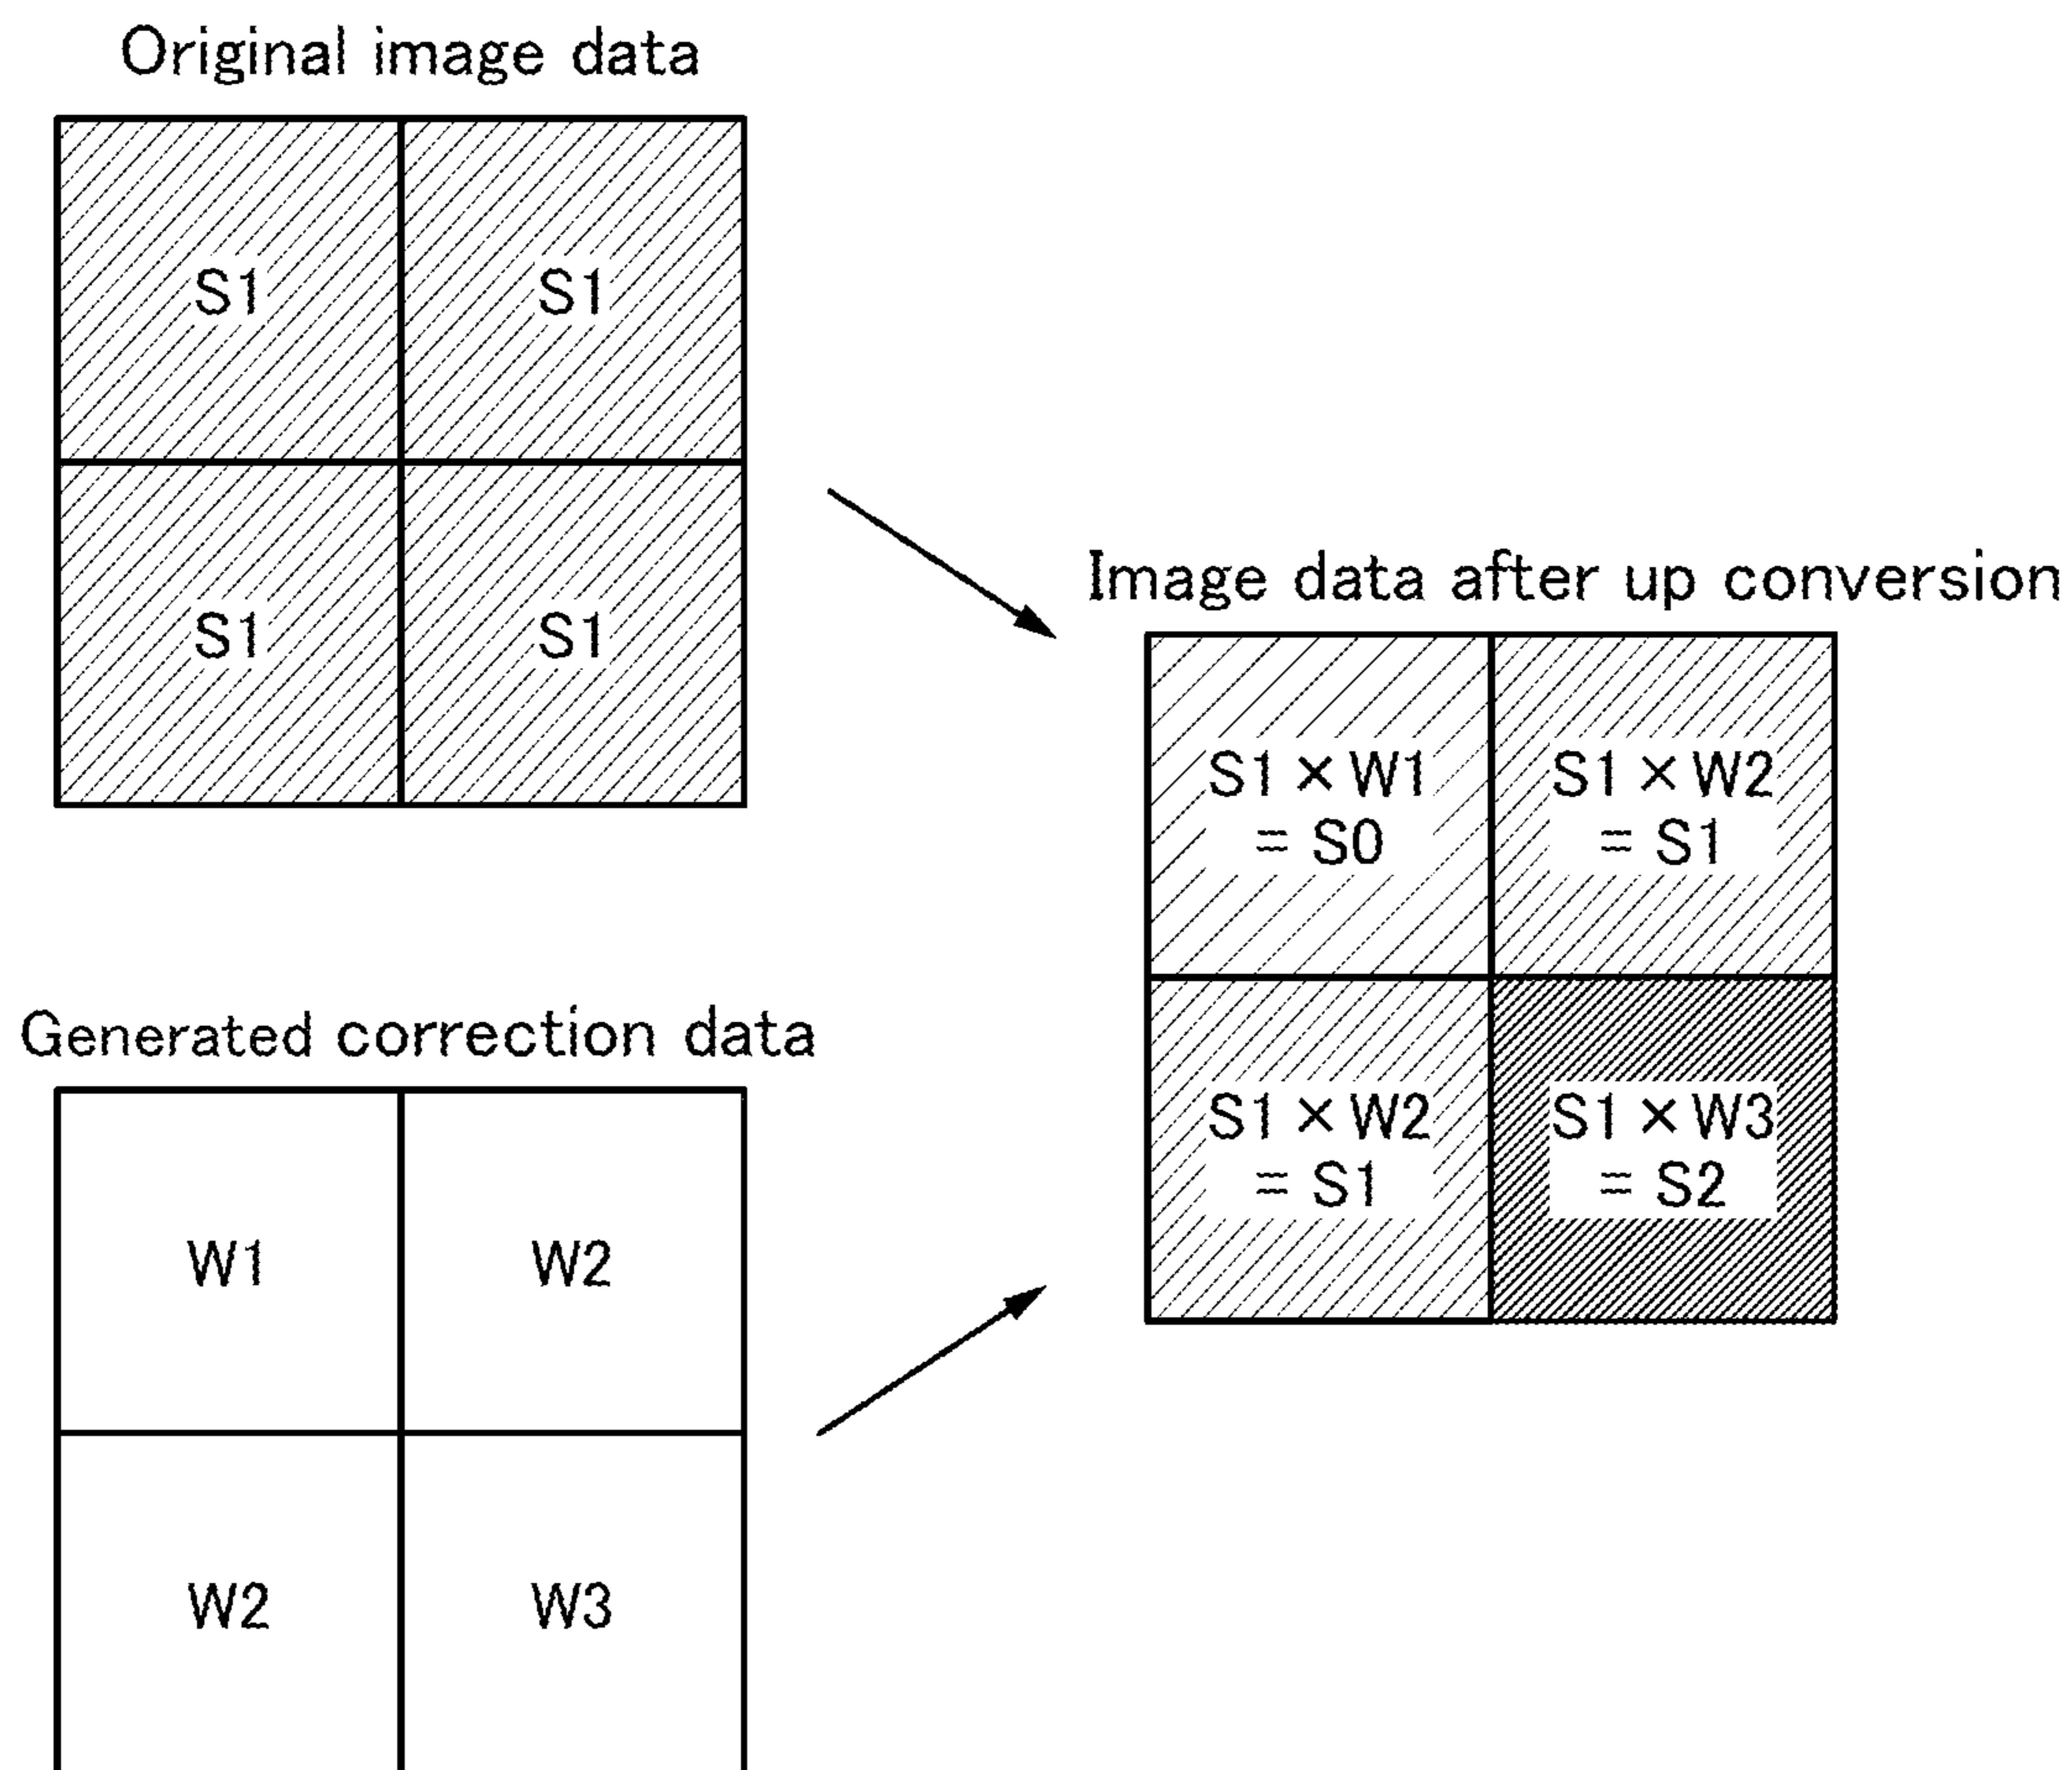 Original image data
S1 S1
S1 S1
Image data after up conversion
S1 × W1 S1 × W2
= S0 = S1
S1 × W2 S1 × W3
= S1 = S2
Generated correction data
W1 W2
W2 W3